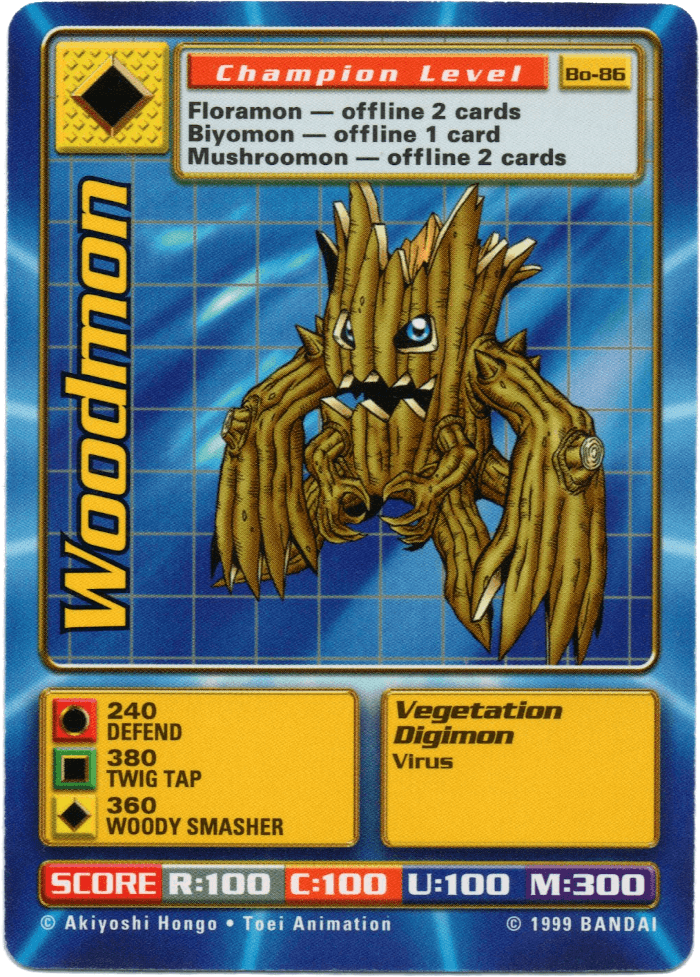 Champion Level
Bo-86
Floramon — offline 2 cards
Biyomon — offline 1 card
Mushroomon — offline 2 cards
Woodmon
240
DEFEND
380
TWIG TAP
360
WOODY SMASHER
Vegetation
Digimon
Virus
SCORE R:100 C:100 U:100 M:300
© Akiyoshi Hongo • Toei Animation © 1999 BANDAI